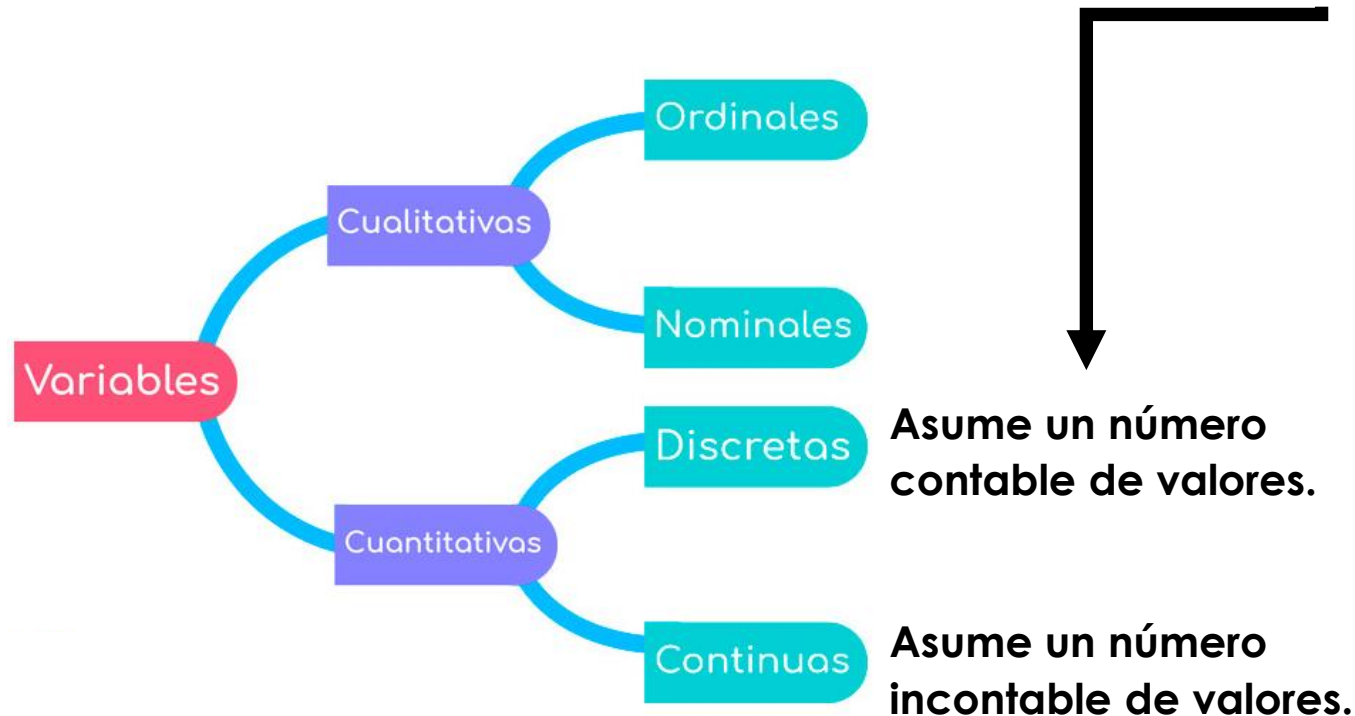 Ordinales
Cualitativas
Nominales
Variables
Discretas
Asume un número
contable de valores.
Cuantitativas
Continuas
Asume un número
incontable de valores.